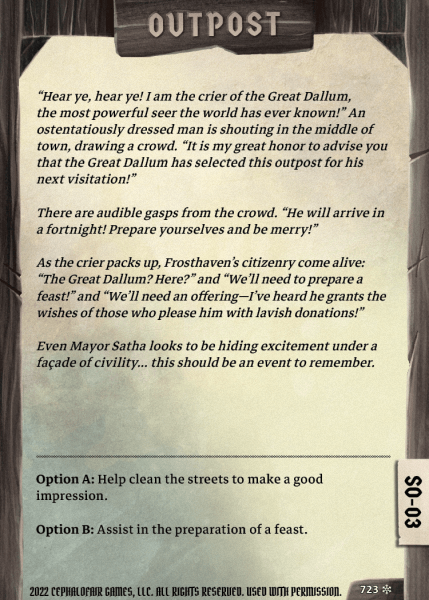 OUTPOST
“Hear ye, hear ye! I am the crier of the Great Dallum,
the most powerful seer the world has ever known!” An
ostentatiously dressed man is shouting in the middle of
town, drawing a crowd. “It is my great honor to advise you
that the Great Dallum has selected this outpost for his
next visitation!”
There are audible gasps from the crowd. “He will arrive in
a fortnight! Prepare yourselves and be merry!”
As the crier packs up, Frosthaven’s citizenry come alive:
“The Great Dallum? Here?” and “We’ll need to prepare a
feast!” and “We’ll need an offering—I’ve heard he grants the
wishes of those who please him with lavish donations!”
Even Mayor Satha looks to be hiding excitement under a
façade of civility... this should be an event to remember.
Option A: Help clean the streets to make a good
impression.
Option B: Assist in the preparation of a feast.
SO-03
2022 CEPHALOFAIR GAMES, LLC. ALL RIGHTS RESERVED. USED WITH PERMISSION.
723